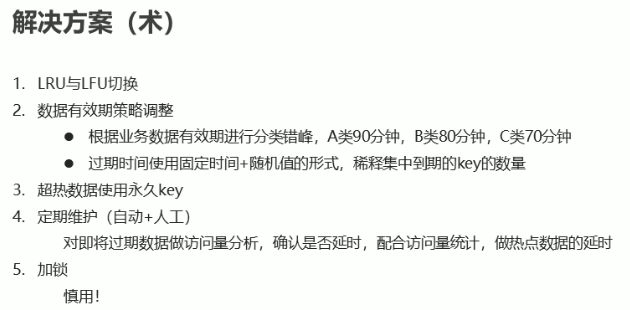 解决方案（术）
1. LRU与LFU切换
2. 数据有效期策略调整
● 根据业务数据有效期进行分类错峰，A类90分钟，B类80分钟，C类70分钟
● 过期时间使用固定时间+随机值的形式，稀释集中到期的key的数量
3. 超热数据使用永久key
4. 定期维护（自动+人工）
对即将过期数据做访问量分析，确认是否延时，配合访问量统计，做热点数据的延时
5. 加锁
慎用！